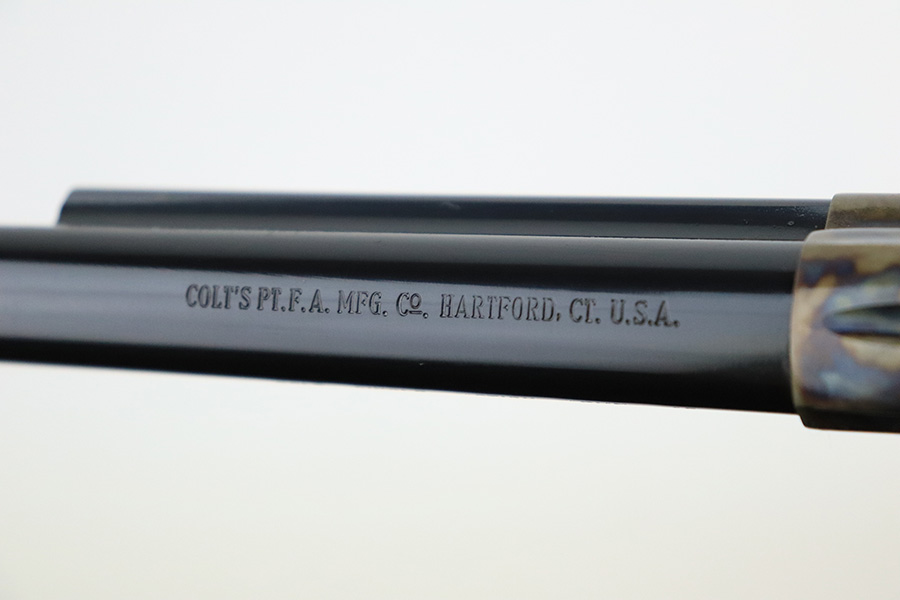 COLT'S PT. F. A. MFG. Cº. HARTFORD, CT. U.S.A.